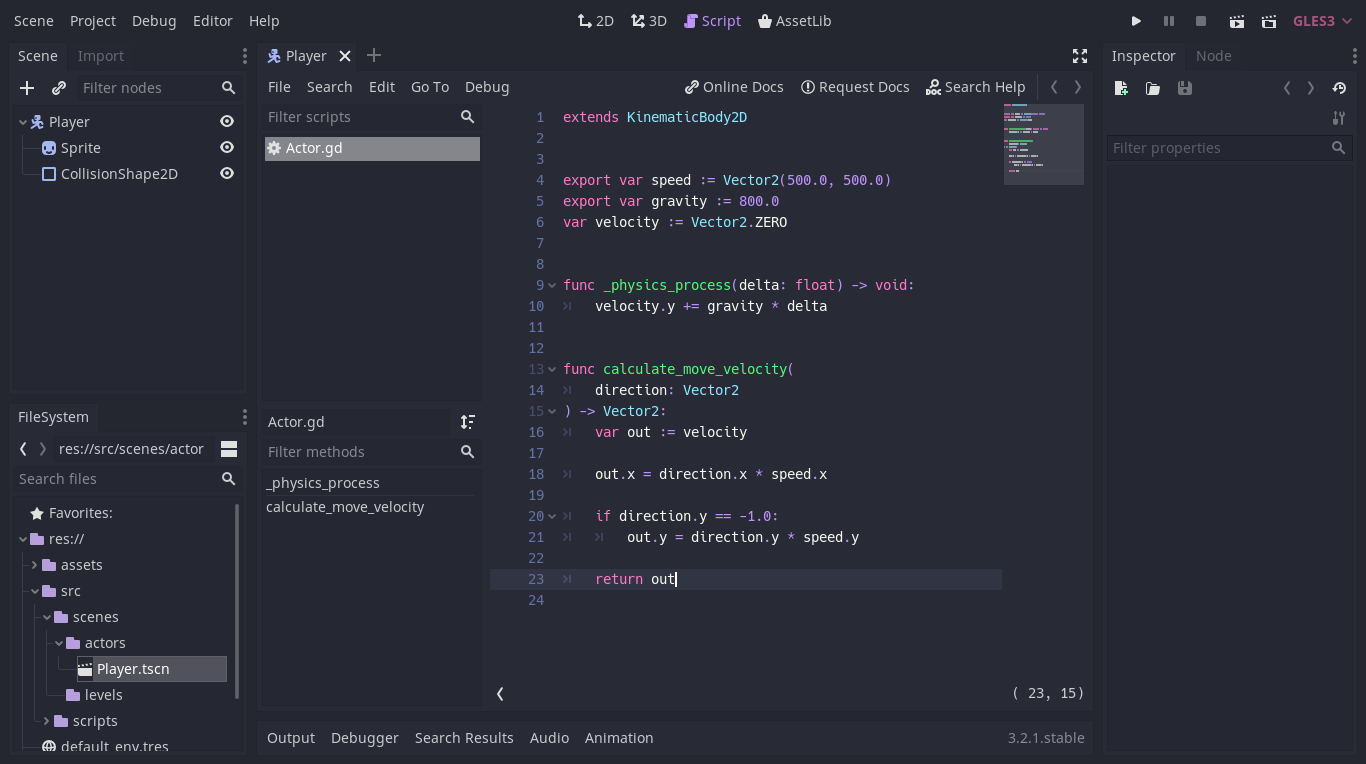 Scene Project Debug Editor Help 2D 3D Script AssetLib GLES3
Scene Import
Filter nodes
Player
Sprite
CollisionShape2D
FileSystem
res://src/scenes/actor
Search files
Favorites:
res://
assets
src
scenes
actors
Player.tscn
levels
scripts
default_env.tres
Player
File Search Edit Go To Debug Online Docs Request Docs Search Help
Filter scripts
Actor.gd
Actor.gd
Filter methods
_physics_process
calculate_move_velocity
1 extends KinematicBody2D
2
3
4 export var speed := Vector2(500.0, 500.0)
5 export var gravity := 800.0
6 var velocity := Vector2.ZERO
7
8
9 func _physics_process(delta: float) -> void:
10 velocity.y += gravity * delta
11
12
13 func calculate_move_velocity(
14 direction: Vector2
15 ) -> Vector2:
16 var out := velocity
17
18 out.x = direction.x * speed.x
19
20 if direction.y == -1.0:
21 out.y = direction.y * speed.y
22
23 return out
24
( 23, 15)
Output Debugger Search Results Audio Animation 3.2.1.stable
Inspector Node
Filter properties